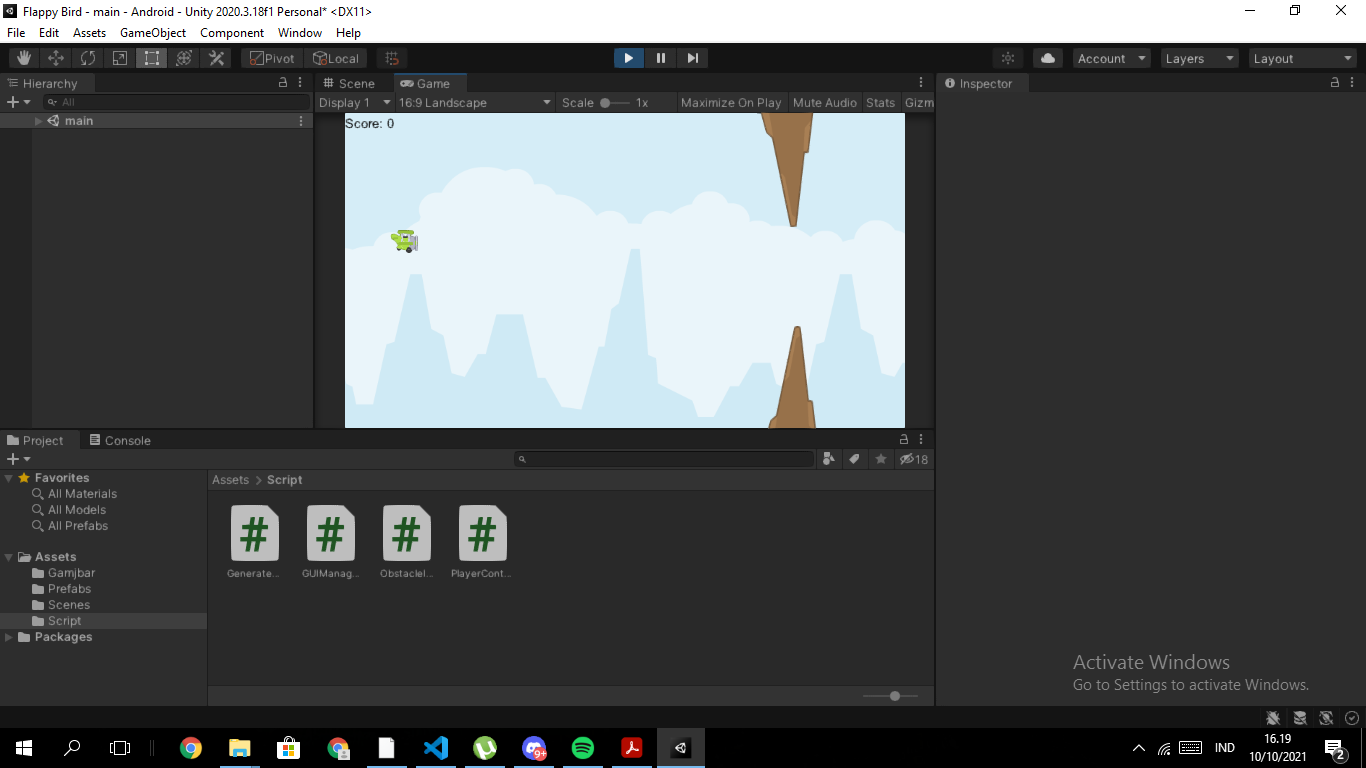 Flappy Bird - main - Android - Unity 2020.3.18f1 Personal* <DX11>
File Edit Assets GameObject Component Window Help
Pivot Local Account Layers Layout
Hierarchy Scene Game Inspector
All Display 1 16:9 Landscape Scale 1x Maximize On Play Mute Audio Stats Gizm
main
Score: 0
Project Console
18
Favorites
All Materials
All Models
All Prefabs
Assets
Gamjbar
Prefabs
Scenes
Script
Packages
Assets > Script
Generate... GUIManag... ObstacleI... PlayerCont...
Activate Windows
Go to Settings to activate Windows.
9+
IND
16.19
10/10/2021
2